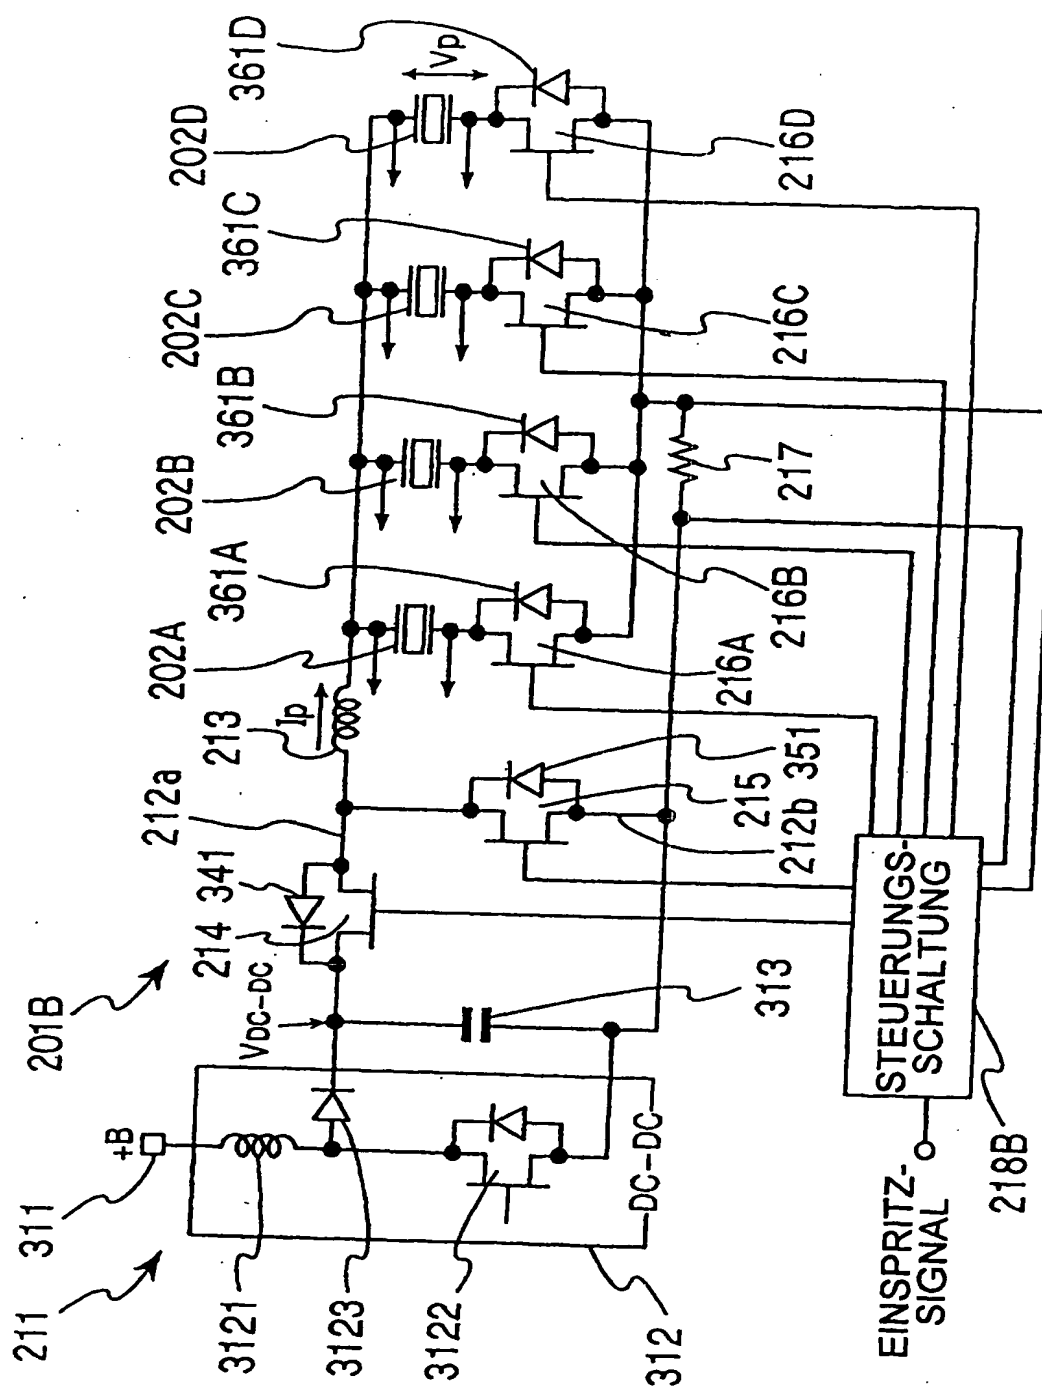 201B
211
311
+B
3121
3123
3122
312
DC-DC
VDC-DC
313
214
341
212a
213
Ip
215
351
212b
202A
361A
216A
202B
361B
216B
217
202C
361C
216C
202D
361D
Vp
216D
EINSPRITZ-
SIGNAL
STEUERUNGS-
SCHALTUNG
218B